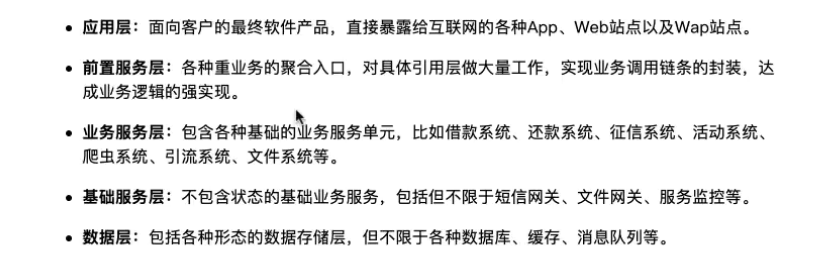 • 应用层：面向客户的最终软件产品，直接暴露给互联网的各种App、Web站点以及Wap站点。
• 前置服务层：各种重业务的聚合入口，对具体引用层做大量工作，实现业务调用链条的封装，达
成业务逻辑的强实现。
• 业务服务层：包含各种基础的业务服务单元，比如借款系统、还款系统、征信系统、活动系统、
爬虫系统、引流系统、文件系统等。
• 基础服务层：不包含状态的基础业务服务，包括但不限于短信网关、文件网关、服务监控等。
• 数据层：包括各种形态的数据存储层，但不限于各种数据库、缓存、消息队列等。